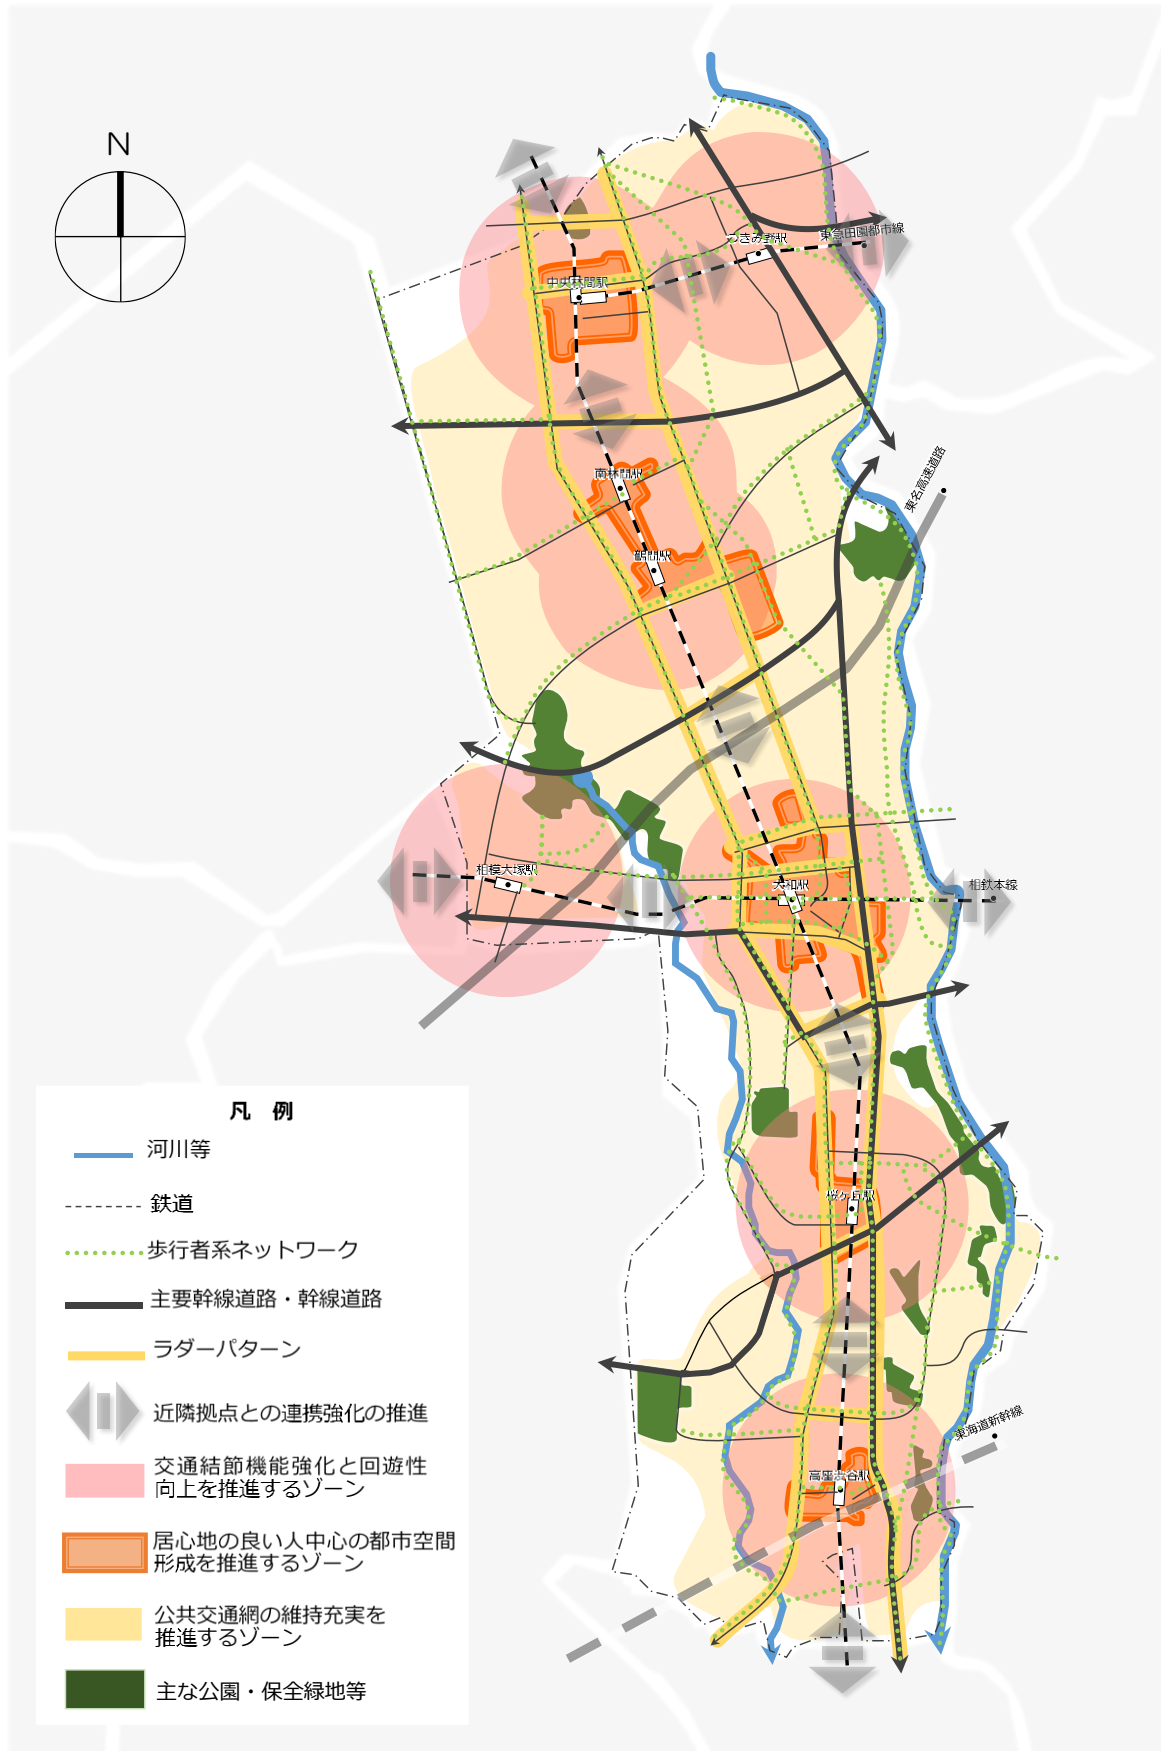 N
つきみ野駅
東急田園都市線
中央林間駅
東名高速道路
南林間駅
鶴間駅
相模大塚駅
大和駅
相鉄本線
桜ヶ丘駅
東海道新幹線
高座渋谷駅
凡 例
河川等
鉄道
歩行者系ネットワーク
主要幹線道路・幹線道路
ラダーパターン
近隣拠点との連携強化の推進
交通結節機能強化と回遊性
向上を推進するゾーン
居心地の良い人中心の都市空間
形成を推進するゾーン
公共交通網の維持充実を
推進するゾーン
主な公園・保全緑地等